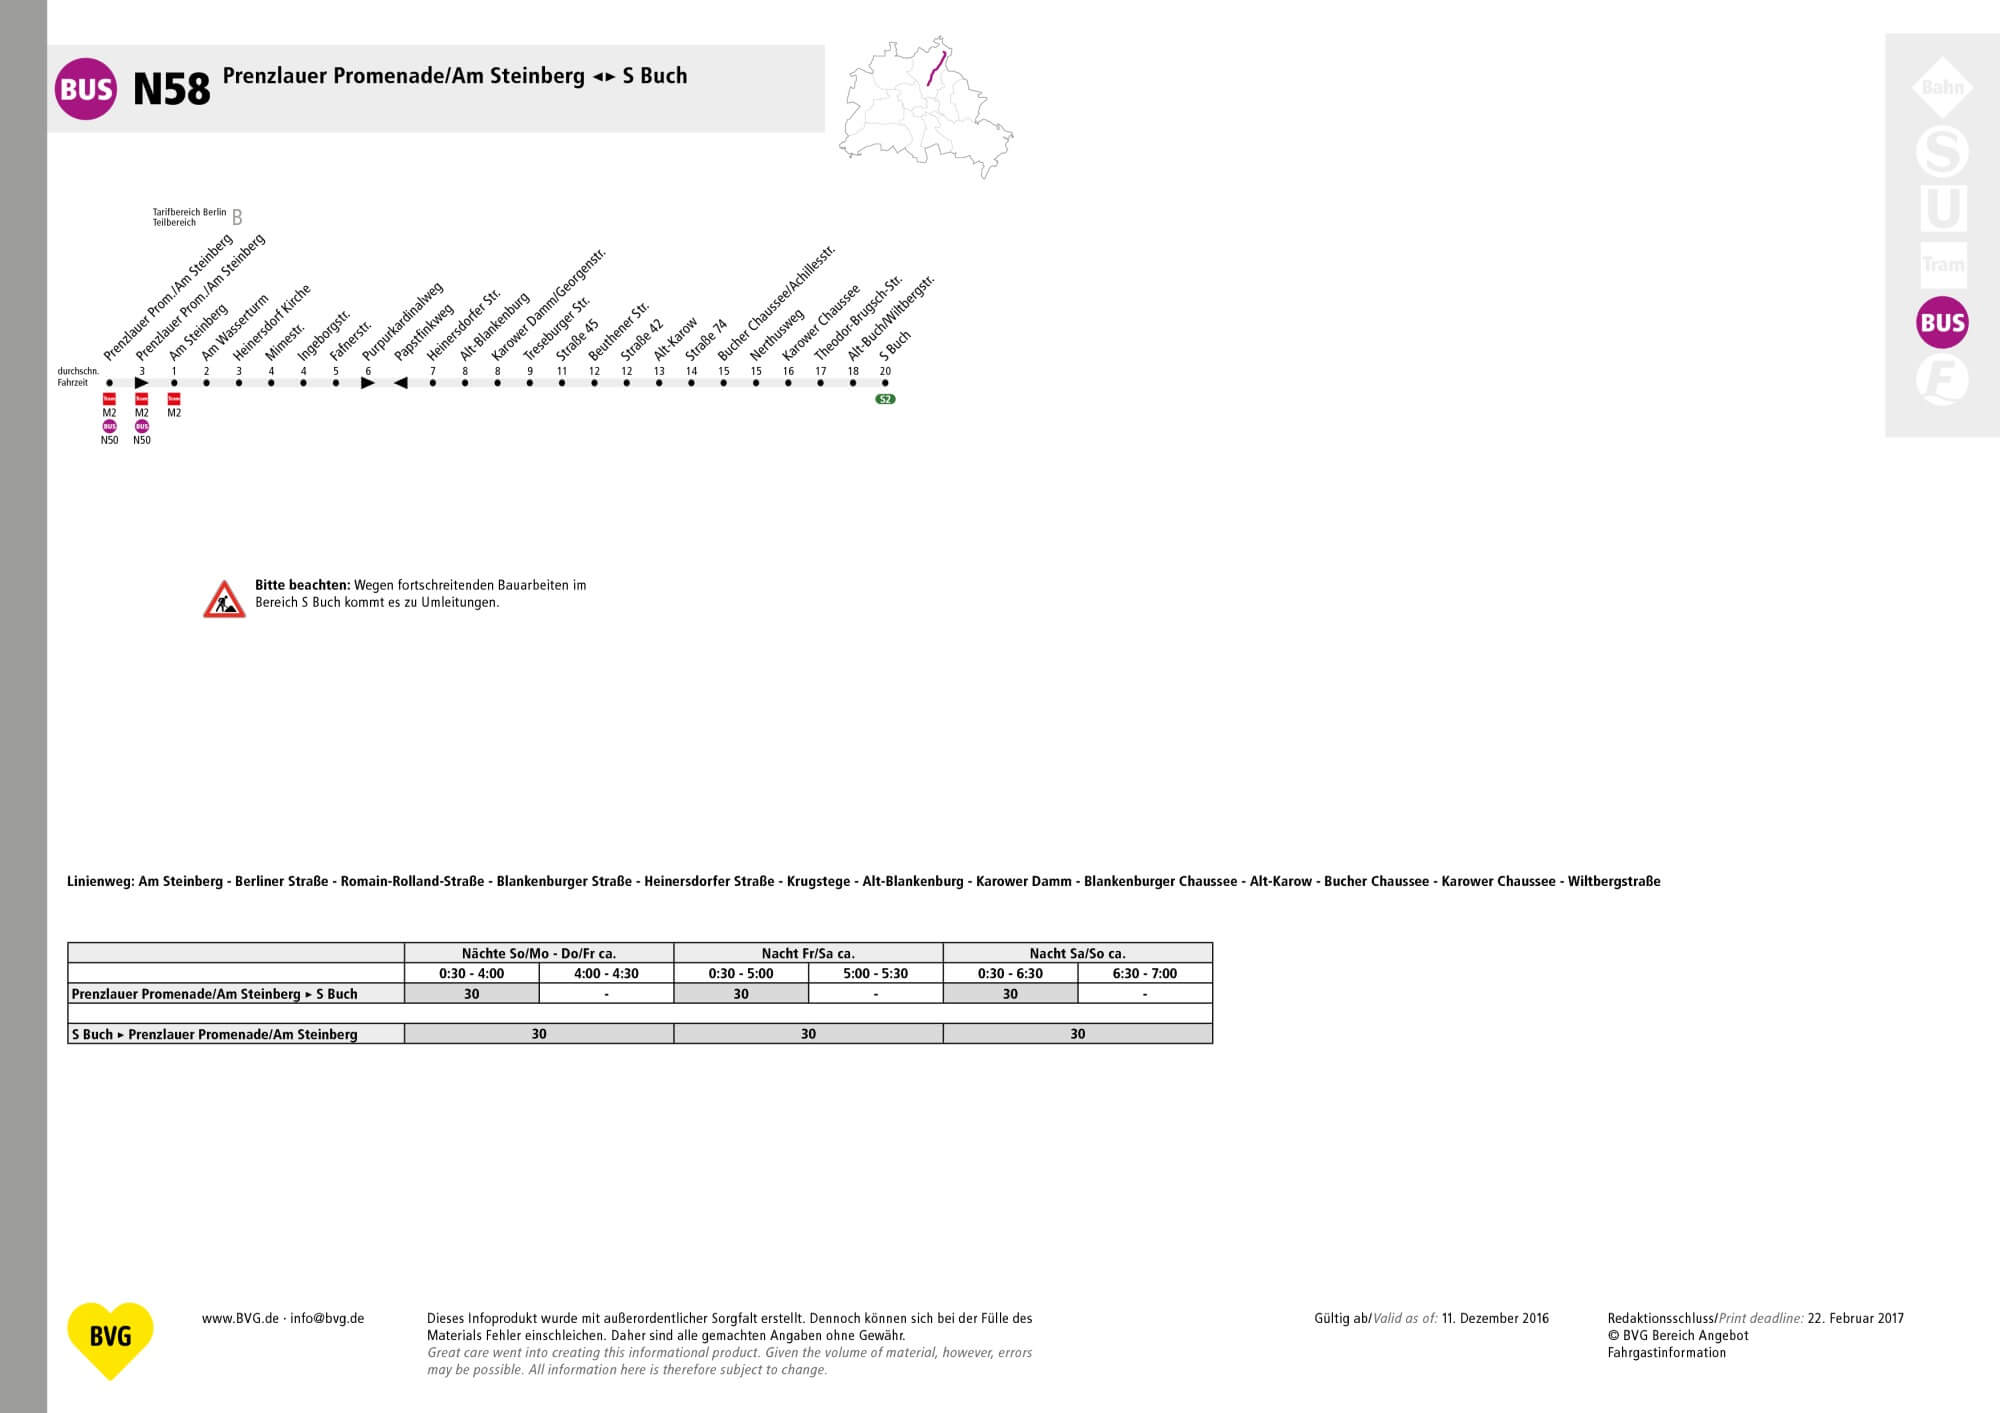 BUS N58 Prenzlauer Promenade/Am Steinberg ◂▸ S Buch
Bahn
S
U
Tram
BUS
F
Tarifbereich Berlin
Teilbereich
B
Prenzlauer Prom./Am Steinberg
Prenzlauer Prom./Am Steinberg
Am Steinberg
Am Wasserturm
Heinersdorf Kirche
Mimestr.
Ingeborgstr.
Fafnerstr.
Purpurkardinalweg
Papstfinkweg
Heinersdorfer Str.
Alt-Blankenburg
Karower Damm/Georgenstr.
Treseburger Str.
Straße 45
Beuthener Str.
Straße 42
Alt-Karow
Straße 74
Bucher Chaussee/Achillesstr.
Nerthusweg
Karower Chaussee
Theodor-Brugsch-Str.
Alt-Buch/Wiltbergstr.
S Buch
durchschn. 3 1 2 3 4 4 5 6 7 8 8 9 11 12 12 13 14 15 15 16 17 18 20
Fahrzeit
Tram Tram Tram S2
M2 M2 M2
BUS BUS
N50 N50
Bitte beachten: Wegen fortschreitenden Bauarbeiten im
Bereich S Buch kommt es zu Umleitungen.
Linienweg: Am Steinberg - Berliner Straße - Romain-Rolland-Straße - Blankenburger Straße - Heinersdorfer Straße - Krugstege - Alt-Blankenburg - Karower Damm - Blankenburger Chaussee - Alt-Karow - Bucher Chaussee - Karower Chaussee - Wiltbergstraße
Nächte So/Mo - Do/Fr ca. Nacht Fr/Sa ca. Nacht Sa/So ca.
0:30 - 4:00 4:00 - 4:30 0:30 - 5:00 5:00 - 5:30 0:30 - 6:30 6:30 - 7:00
Prenzlauer Promenade/Am Steinberg ▸ S Buch 30 - 30 - 30 -
S Buch ▸ Prenzlauer Promenade/Am Steinberg 30 30 30
BVG
www.BVG.de · info@bvg.de
Dieses Infoprodukt wurde mit außerordentlicher Sorgfalt erstellt. Dennoch können sich bei der Fülle des
Materials Fehler einschleichen. Daher sind alle gemachten Angaben ohne Gewähr.
Great care went into creating this informational product. Given the volume of material, however, errors
may be possible. All information here is therefore subject to change.
Gültig ab/Valid as of: 11. Dezember 2016
Redaktionsschluss/Print deadline: 22. Februar 2017
© BVG Bereich Angebot
Fahrgastinformation